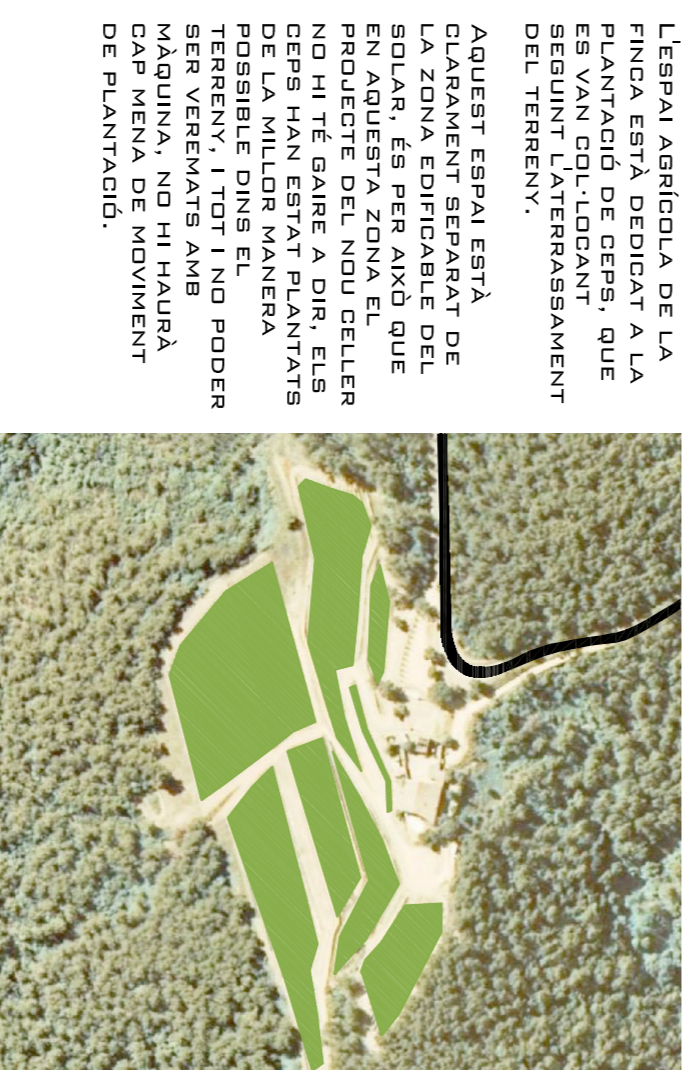 L'ESPAI AGRÍCOLA DE LA
FINCA ESTÀ DEDICAT A LA
PLANTACIÓ DE CEPS, QUE
ES VAN COL·LOCANT
SEGUINT L'ATERRASSAMENT
DEL TERRENY.
AQUEST ESPAI ESTÀ
CLARAMENT SEPARAT DE
LA ZONA EDIFICABLE DEL
SOLAR, ÉS PER AIXÒ QUE
EN AQUESTA ZONA EL
PROJECTE DEL NOU CELLER
NO HI TÉ GAIRE A DIR, ELS
CEPS HAN ESTAT PLANTATS
DE LA MILLOR MANERA
POSSIBLE DINS EL
TERRENY, I TOT I NO PODER
SER VEREMATS AMB
MÀQUINA, NO HI HAURÀ
CAP MENA DE MOVIMENT
DE PLANTACIÓ.